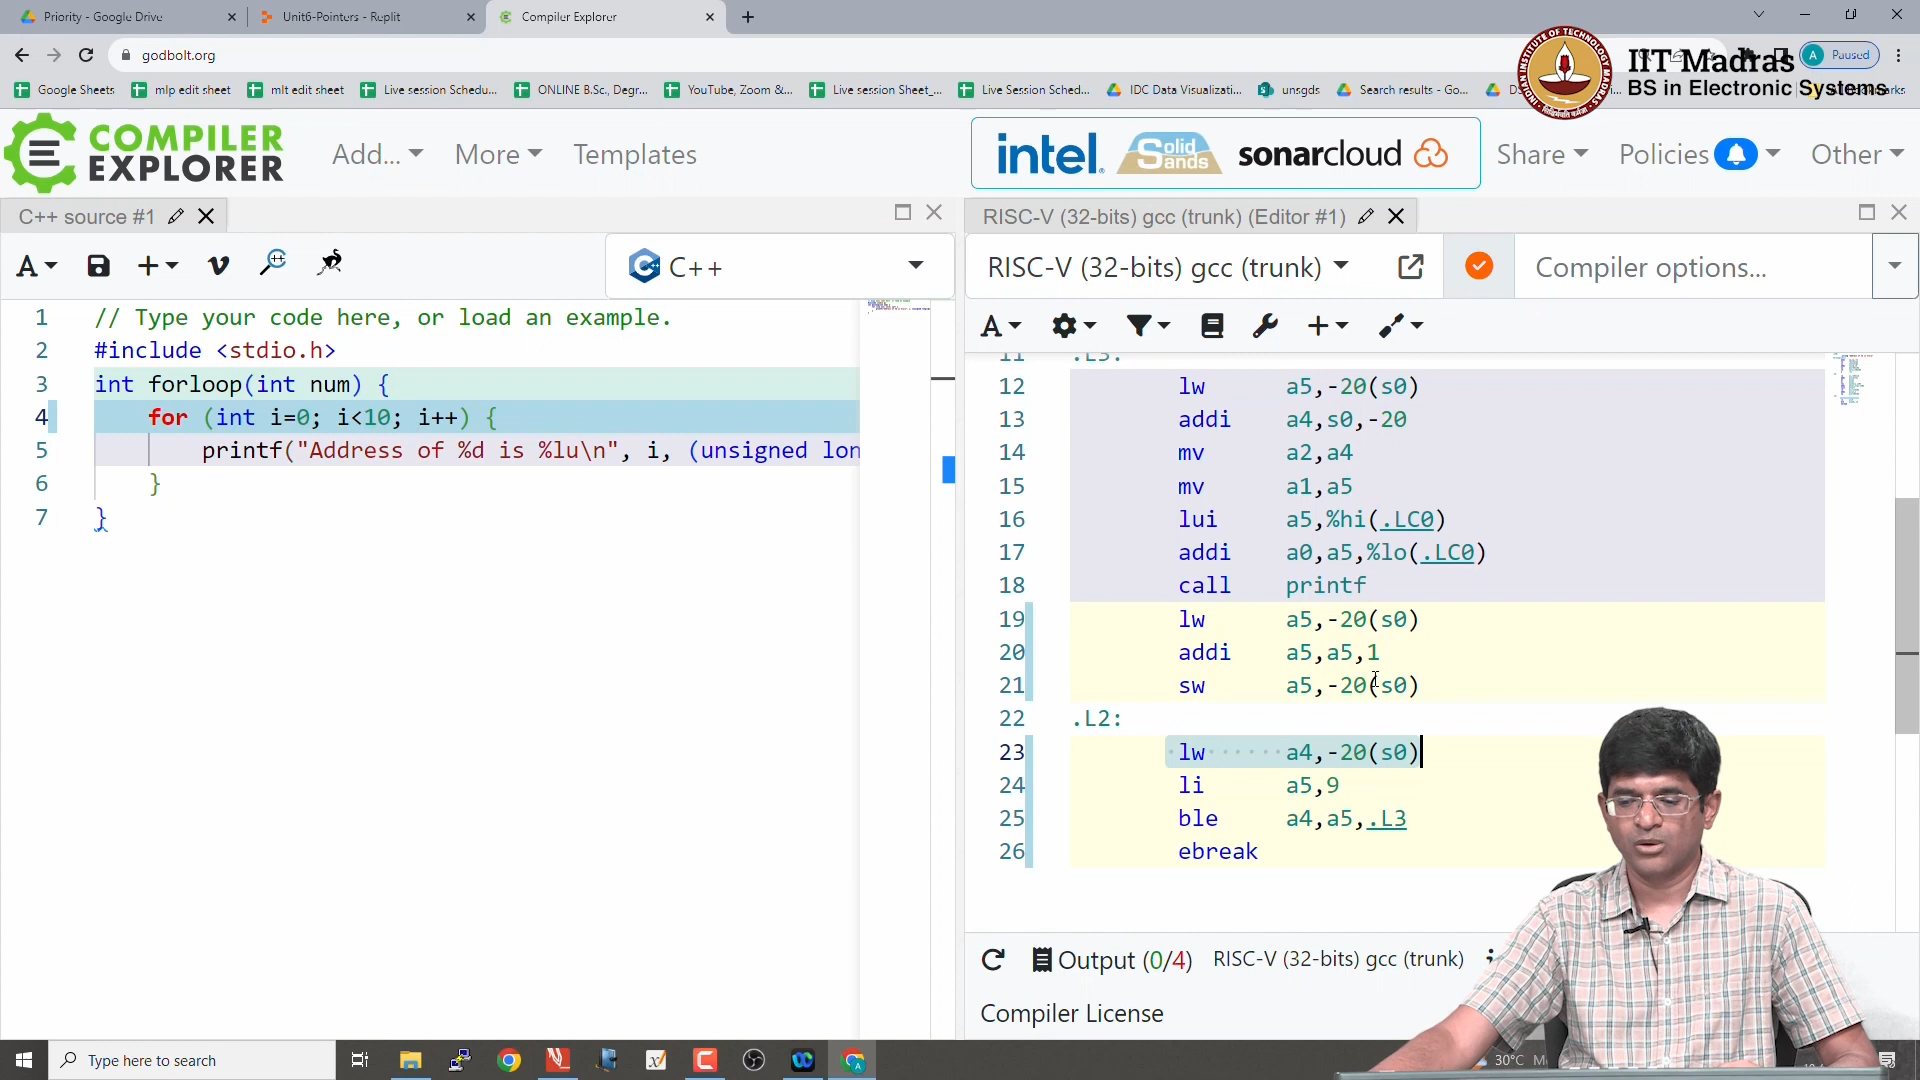 Priority - Google Drive
Unit6-Pointers - Replit
Compiler Explorer
godbolt.org
Paused
Google Sheets
mlp edit sheet
mlt edit sheet
Live session Schedu...
ONLINE B.Sc., Degr...
YouTube, Zoom &...
Live session Sheet_...
Live Session Sched...
IDC Data Visualizati...
unsgds
Search results - Go...
IIT Madras
BS in Electronic Systems
INDIAN INSTITUTE OF TECHNOLOGY MADRAS
COMPILER
EXPLORER
Add...
More
Templates
intel.
Solid
Sands
sonarcloud
Share
Policies
Other
C++ source #1
A
C++
1 // Type your code here, or load an example.
2 #include <stdio.h>
3 int forloop(int num) {
4 for (int i=0; i<10; i++) {
5 printf("Address of %d is %lu\n", i, (unsigned lon
6 }
7 }
RISC-V (32-bits) gcc (trunk) (Editor #1)
RISC-V (32-bits) gcc (trunk)
Compiler options...
A
11 .L3:
12 lw a5,-20(s0)
13 addi a4,s0,-20
14 mv a2,a4
15 mv a1,a5
16 lui a5,%hi(.LC0)
17 addi a0,a5,%lo(.LC0)
18 call printf
19 lw a5,-20(s0)
20 addi a5,a5,1
21 sw a5,-20(s0)
22 .L2:
23 lw a4,-20(s0)
24 li a5,9
25 ble a4,a5,.L3
26 ebreak
Output (0/4) RISC-V (32-bits) gcc (trunk)
Compiler License
Type here to search
30°C